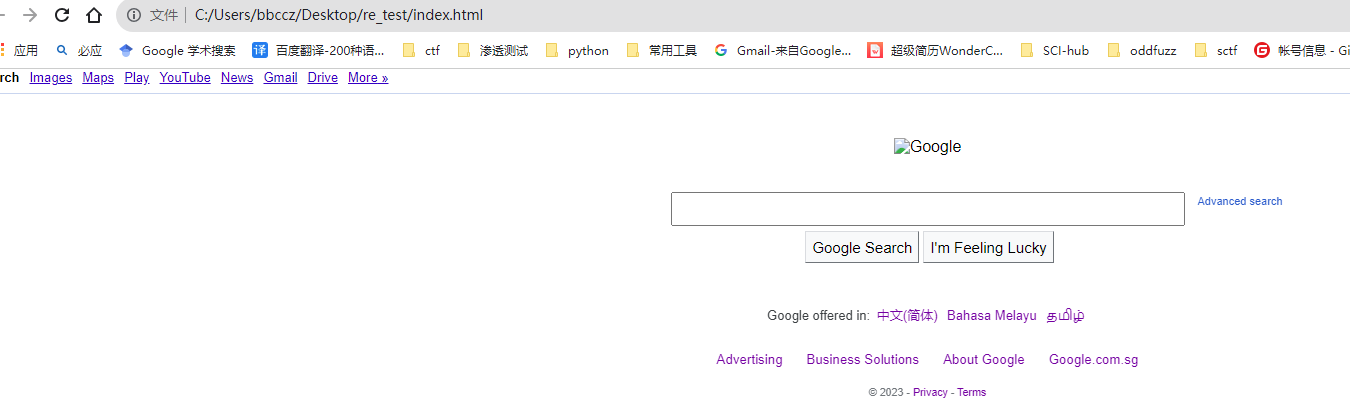 文件 C:/Users/bbccz/Desktop/re_test/index.html
应用 必应 Google 学术搜索 百度翻译-200种语... ctf 渗透测试 python 常用工具 Gmail-来自Google... 超级简历WonderC... SCI-hub oddfuzz sctf 帐号信息 - Gi
rch Images Maps Play YouTube News Gmail Drive More »
Google
Advanced search
Google Search I'm Feeling Lucky
Google offered in: 中文(简体) Bahasa Melayu தமிழ்
Advertising Business Solutions About Google Google.com.sg
© 2023 - Privacy - Terms